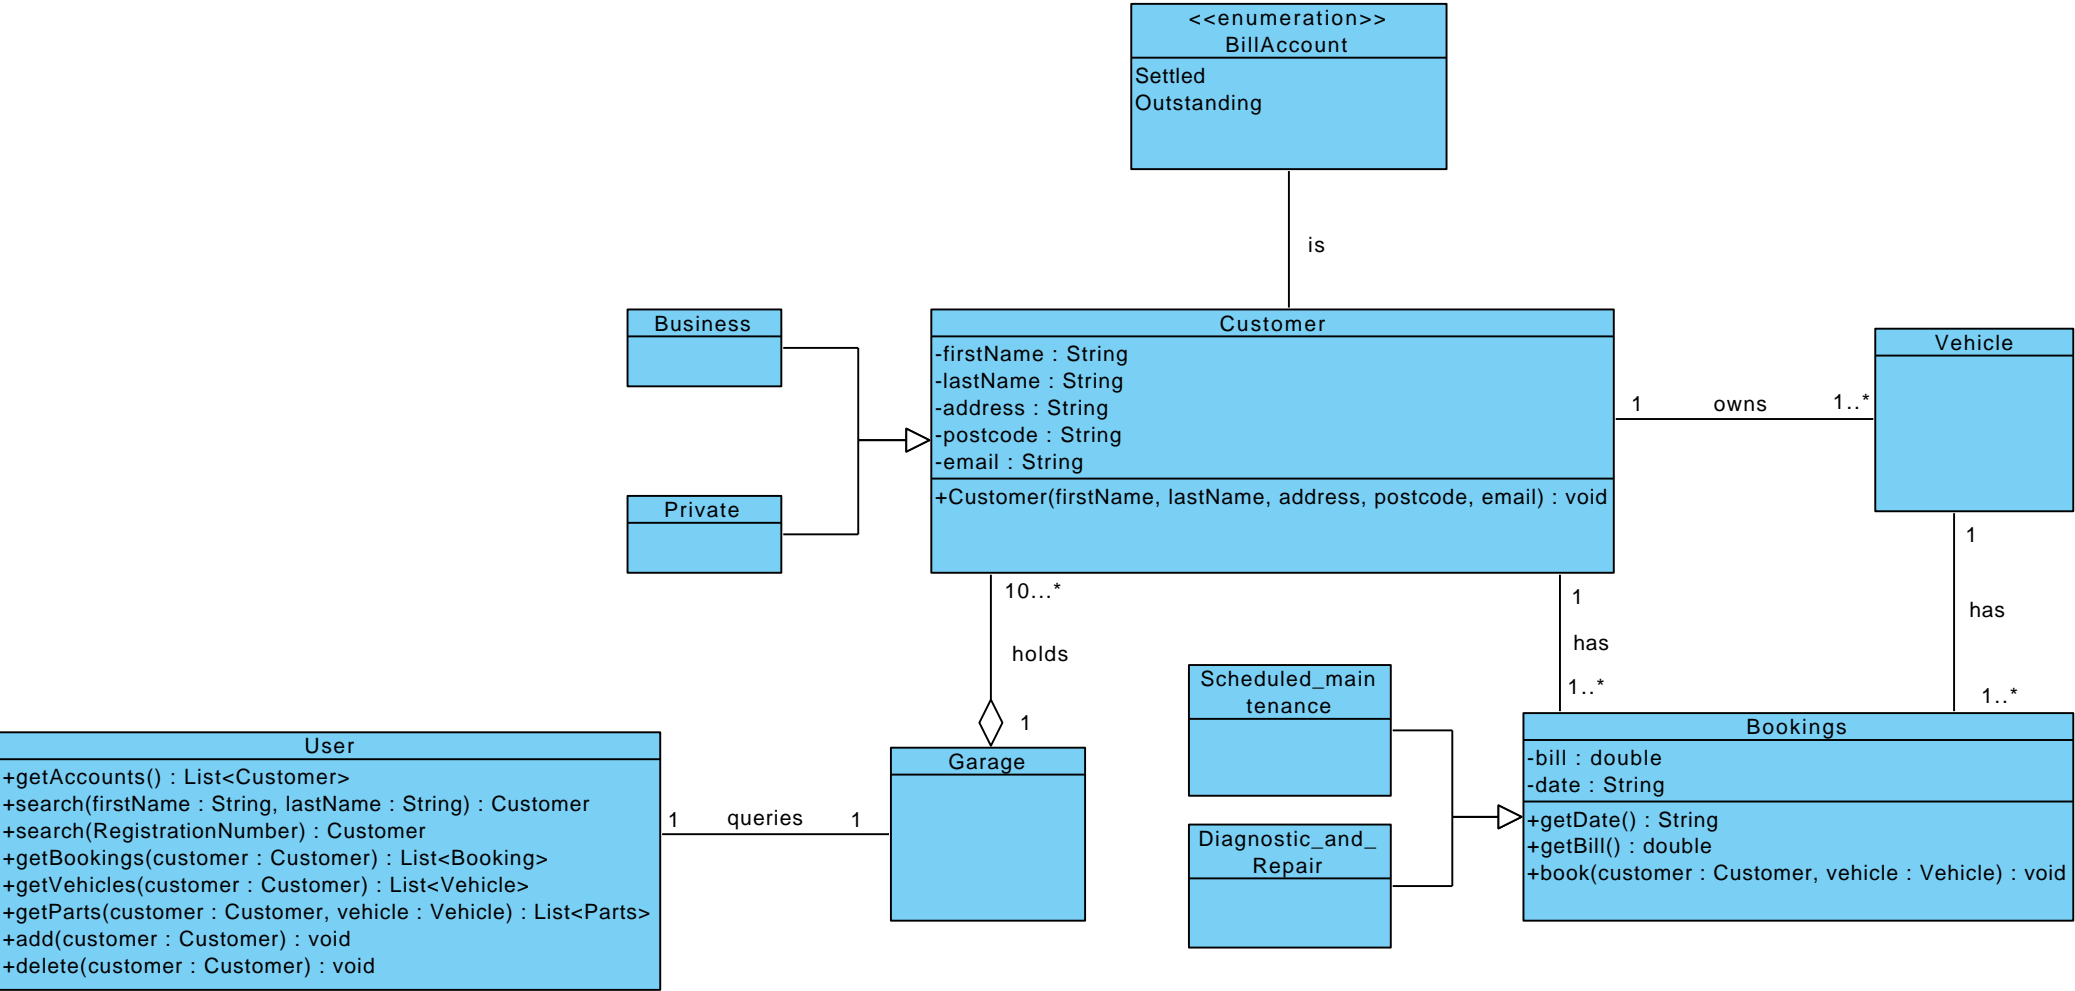 <<enumeration>>
BillAccount
Settled
Outstanding
is
Business
Private
Customer
-firstName : String
-lastName : String
-address : String
-postcode : String
-email : String
+Customer(firstName, lastName, address, postcode, email) : void
1 owns 1..*
Vehicle
1
has
1..*
10...*
holds
1
1
has
1..*
Scheduled_main
tenance
Diagnostic_and_
Repair
Bookings
-bill : double
-date : String
+getDate() : String
+getBill() : double
+book(customer : Customer, vehicle : Vehicle) : void
User
+getAccounts() : List<Customer>
+search(firstName : String, lastName : String) : Customer
+search(RegistrationNumber) : Customer
+getBookings(customer : Customer) : List<Booking>
+getVehicles(customer : Customer) : List<Vehicle>
+getParts(customer : Customer, vehicle : Vehicle) : List<Parts>
+add(customer : Customer) : void
+delete(customer : Customer) : void
1 queries 1
Garage